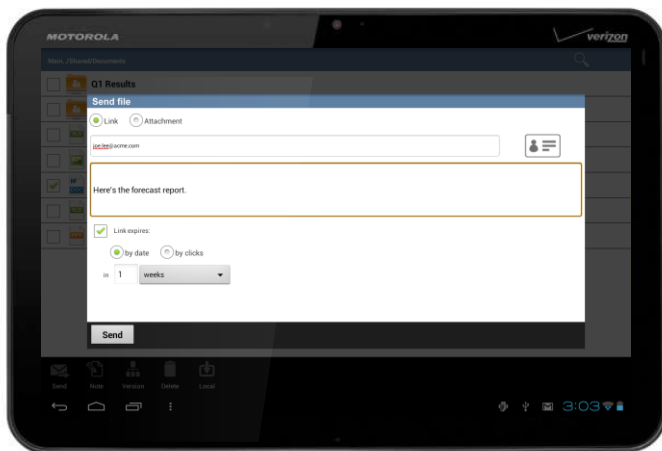 MOTOROLA
verizon
Q1 Results
Send file
Link Attachment
joe.lee@acme.com
Here's the forecast report.
Link expires:
by date by clicks
in 1 weeks
Send
Send Note Version Delete Local
3:03